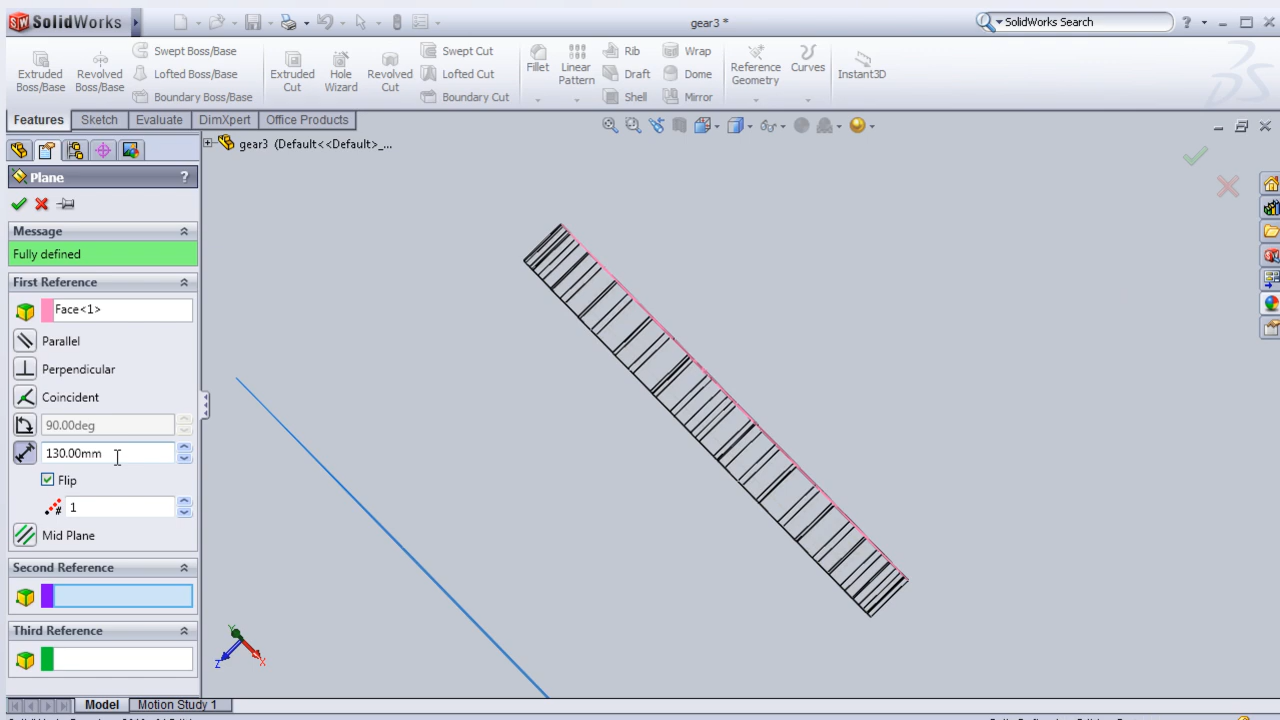 SolidWorks
gear3 *
SolidWorks Search
?
Extruded Boss/Base
Revolved Boss/Base
Swept Boss/Base
Lofted Boss/Base
Boundary Boss/Base
Extruded Cut
Hole Wizard
Revolved Cut
Swept Cut
Lofted Cut
Boundary Cut
Fillet
Linear Pattern
Rib
Draft
Shell
Wrap
Dome
Mirror
Reference Geometry
Curves
Instant3D
Features
Sketch
Evaluate
DimXpert
Office Products
gear3 (Default<<Default>_...
Plane
?
Message
Fully defined
First Reference
Face<1>
Parallel
Perpendicular
Coincident
90.00deg
130.00mm
Flip
1
Mid Plane
Second Reference
Third Reference
Y
Z
X
Model
Motion Study 1